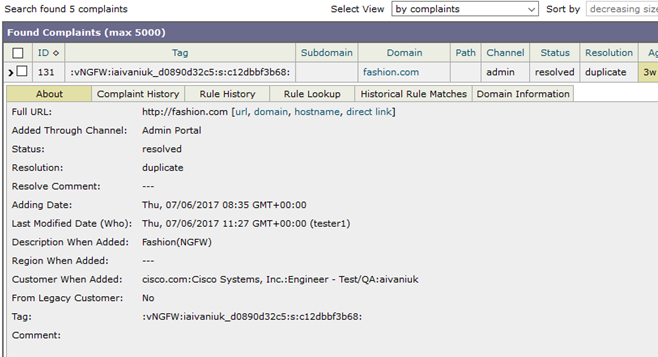 Search found 5 complaints Select View by complaints Sort by decreasing size
Found Complaints (max 5000)
ID Tag Subdomain Domain Path Channel Status Resolution
131 :vNGFW:iaivaniuk_d0890d32c5:s:c12dbbf3b68: fashion.com admin resolved duplicate 3w
About Complaint History Rule History Rule Lookup Historical Rule Matches Domain Information
Full URL: http://fashion.com [url, domain, hostname, direct link]
Added Through Channel: Admin Portal
Status: resolved
Resolution: duplicate
Resolve Comment: ---
Adding Date: Thu, 07/06/2017 08:35 GMT+00:00
Last Modified Date (Who): Thu, 07/06/2017 11:27 GMT+00:00 (tester1)
Description When Added: Fashion(NGFW)
Region When Added: ---
Customer When Added: cisco.com:Cisco Systems, Inc.:Engineer - Test/QA:aivaniuk
From Legacy Customer: No
Tag: :vNGFW:iaivaniuk_d0890d32c5:s:c12dbbf3b68:
Comment: